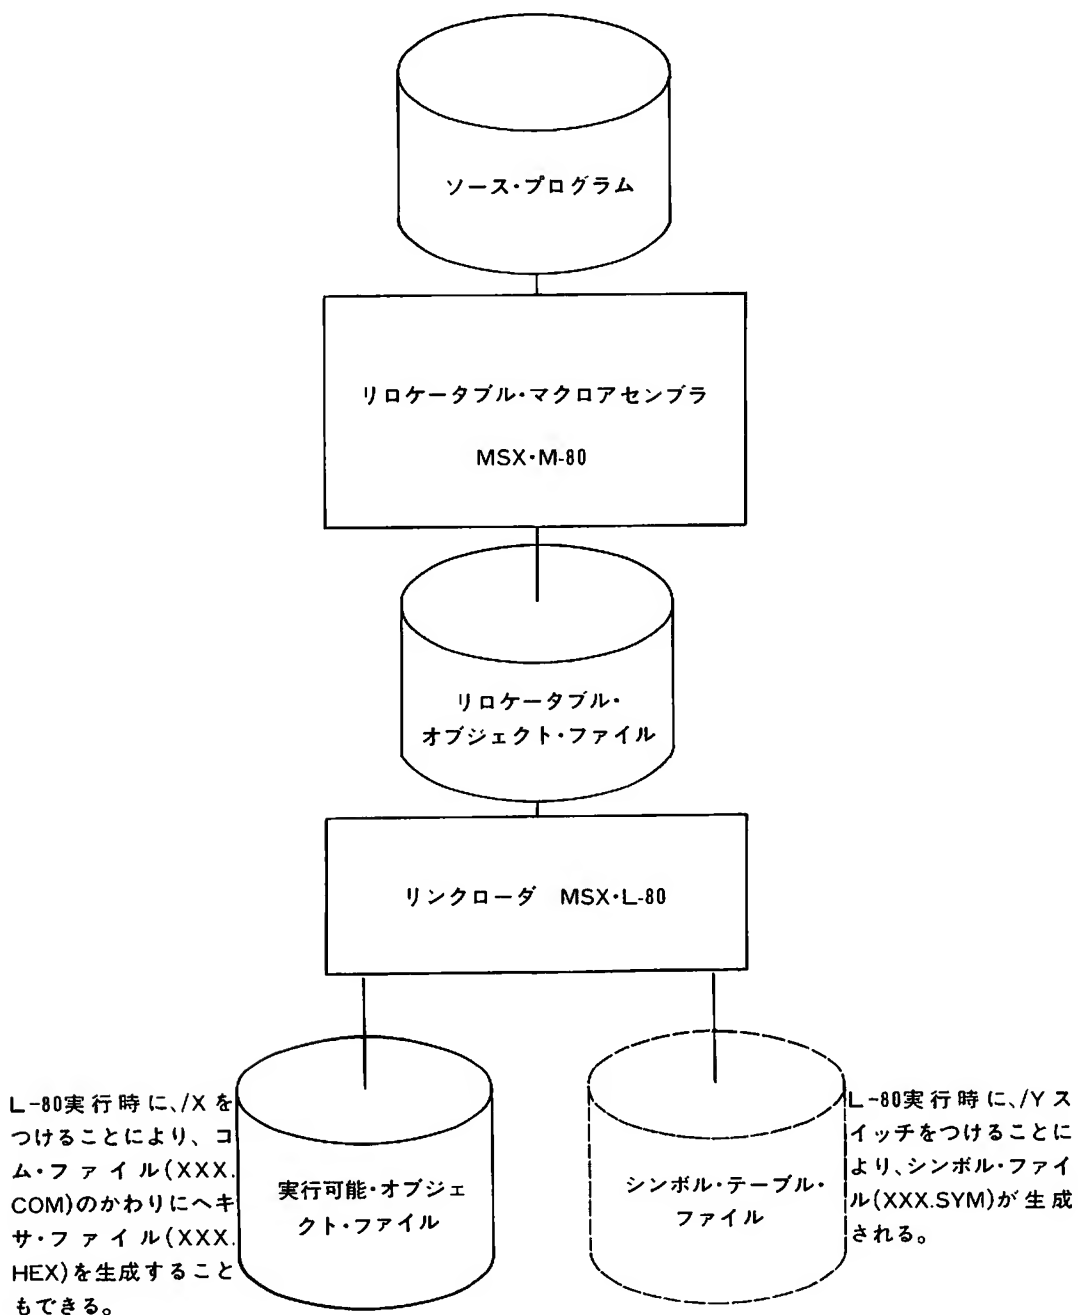 ソース・プログラム
リロケータブル・マクロアセンブラ
MSX・M-80
リロケータブル・
オブジェクト・ファイル
リンクローダ MSX・L-80
L-80実行時に、/Xを
つけることにより、コ
ム・ファイル(XXX.
COM)のかわりにヘキ
サ・ファイル(XXX.
HEX)を生成すること
もできる。
実行可能・オブジェ
クト・ファイル
シンボル・テーブル・
ファイル
L-80実行時に、/Yス
イッチをつけることに
より、シンボル・ファイ
ル(XXX.SYM)が生成
される。